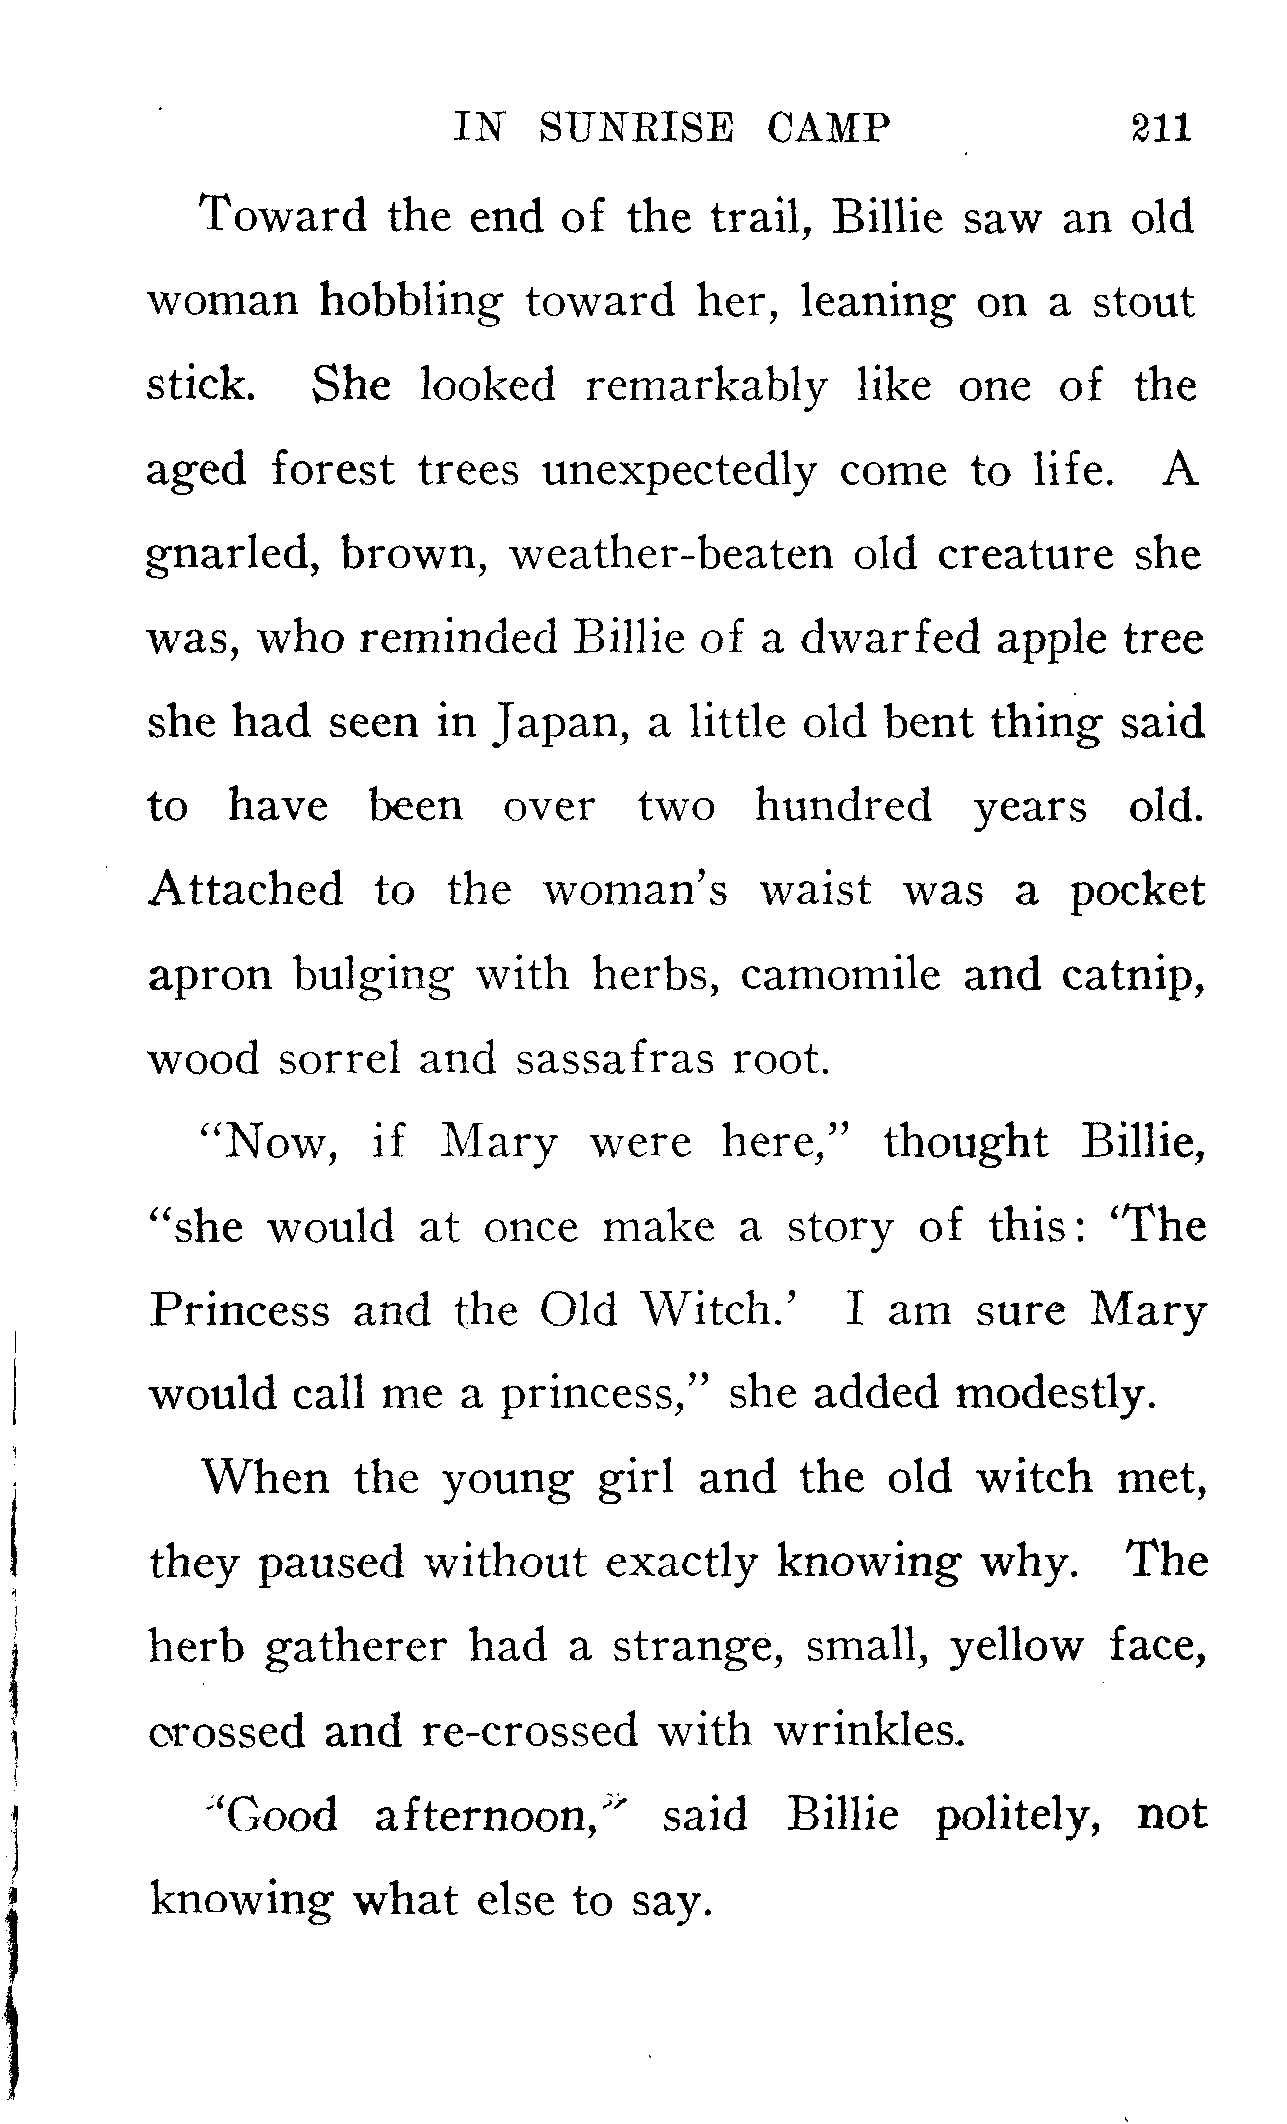 IN SUNRISE CAMP 211
Toward the end of the trail, Billie saw an old
woman hobbling toward her, leaning on a stout
stick. She looked remarkably like one of the
aged forest trees unexpectedly come to life. A
gnarled, brown, weather-beaten old creature she
was, who reminded Billie of a dwarfed apple tree
she had seen in Japan, a little old bent thing said
to have been over two hundred years old.
Attached to the woman's waist was a pocket
apron bulging with herbs, camomile and catnip,
wood sorrel and sassafras root.
“Now, if Mary were here,” thought Billie,
“she would at once make a story of this: ‘The
Princess and the Old Witch.’ I am sure Mary
would call me a princess,” she added modestly.
When the young girl and the old witch met,
they paused without exactly knowing why. The
herb gatherer had a strange, small, yellow face,
crossed and re-crossed with wrinkles.
“Good afternoon,” said Billie politely, not
knowing what else to say.